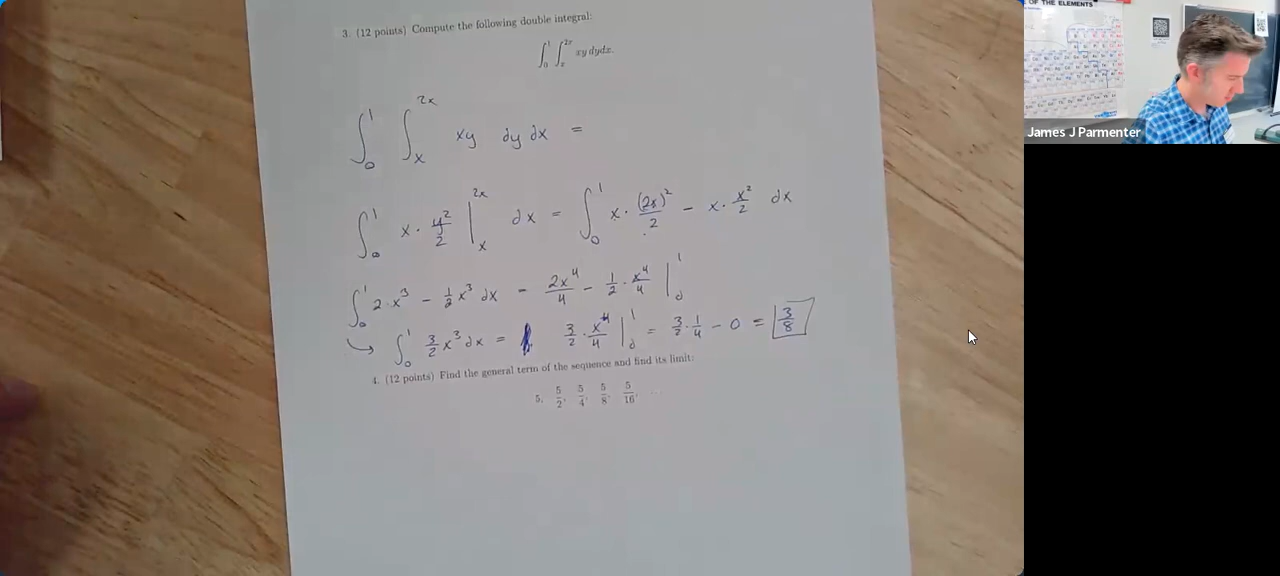 OF THE ELEMENTS
James J Parmenter
3. (12 points) Compute the following double integral:
∫₀¹ ∫ₓ²ˣ xy dydx.
∫₀¹ ∫ₓ²ˣ xy dy dx =
∫₀¹ x · y²/2 |ₓ²ˣ dx = ∫₀¹ x · (2x)²/2 − x · x²/2 dx
∫₀¹ 2·x³ − 1/2 x³ dx = 2x⁴/4 − 1/2 · x⁴/4 |₀¹
↳ ∫₀¹ 3/2 x³ dx = 3/2 · x⁴/4 |₀¹ = 3/2 · 1/4 − 0 = 3/8
4. (12 points) Find the general term of the sequence and find its limit:
5, 5/2, 5/4, 5/8, 5/16, ...